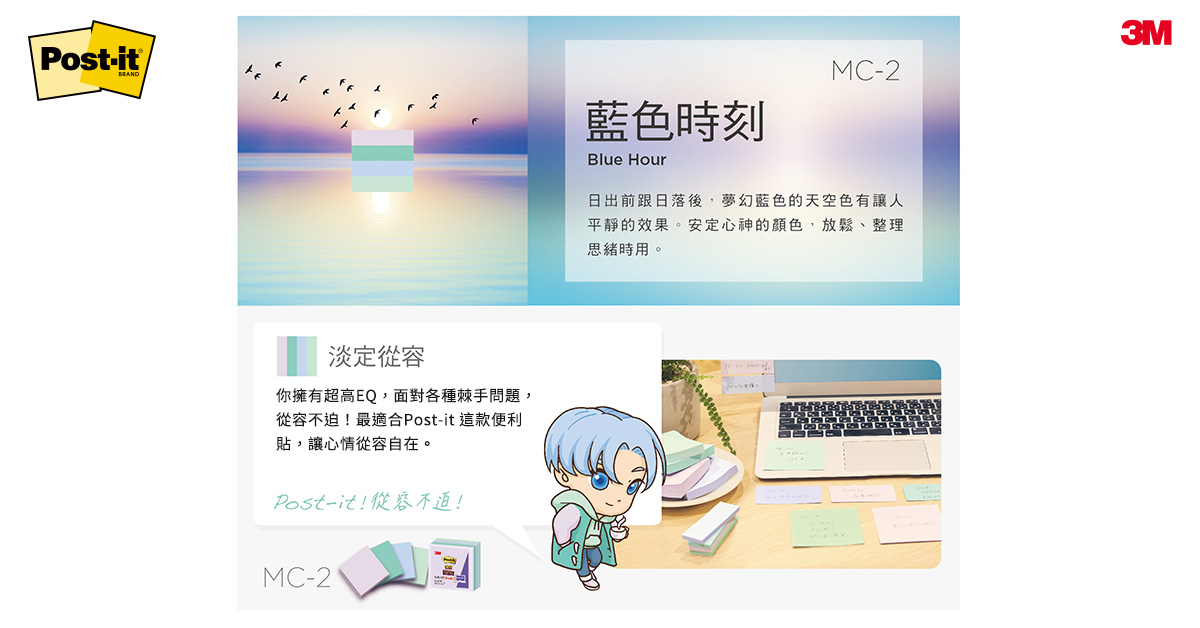 Post-it®
BRAND
3M
MC-2
藍色時刻
Blue Hour
日出前跟日落後，夢幻藍色的天空色有讓人
平靜的效果。安定心神的顏色，放鬆、整理
思緒時用。
淡定從容
你擁有超高EQ，面對各種棘手問題，
從容不迫！最適合Post-it 這款便利
貼，讓心情從容自在。
Post-it!從容不迫!
MC-2
3M
Post-it